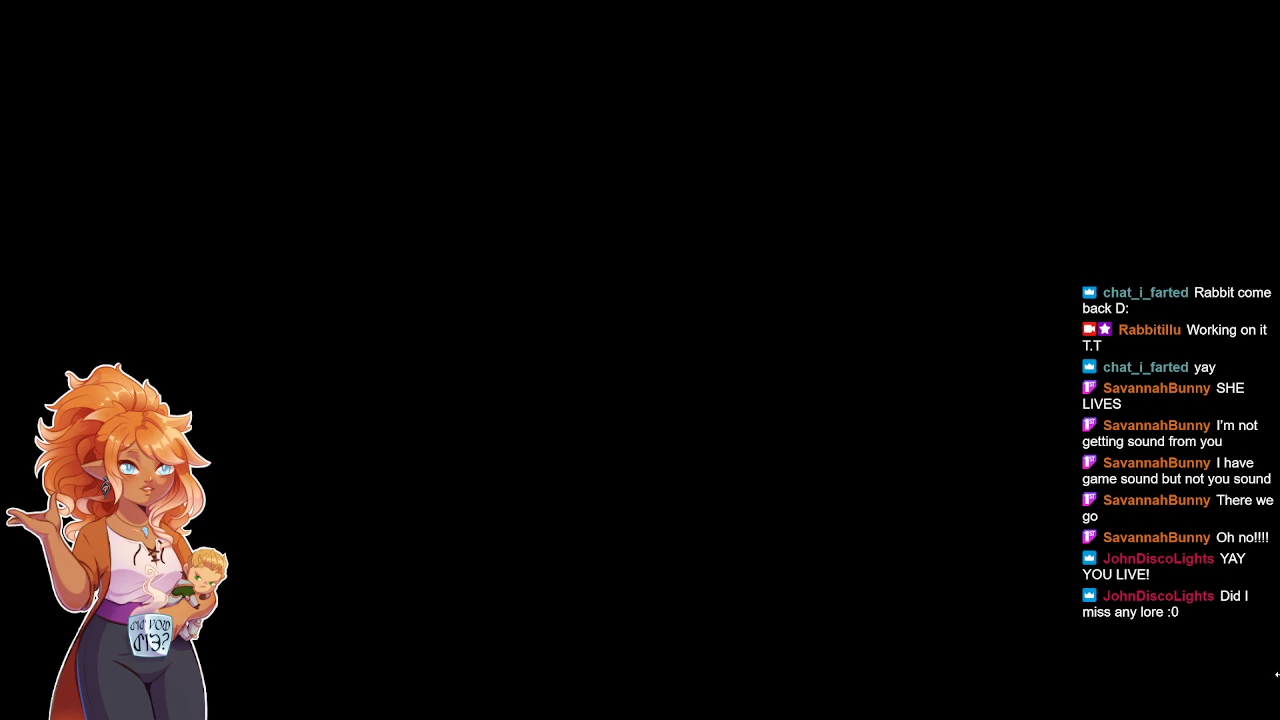 chat_i_farted Rabbit come
back D:
Rabbitillu Working on it
T.T
chat_i_farted yay
SavannahBunny SHE
LIVES
SavannahBunny I'm not
getting sound from you
SavannahBunny I have
game sound but not you sound
SavannahBunny There we
go
SavannahBunny Oh no!!!!
JohnDiscoLights YAY
YOU LIVE!
JohnDiscoLights Did I
miss any lore :0